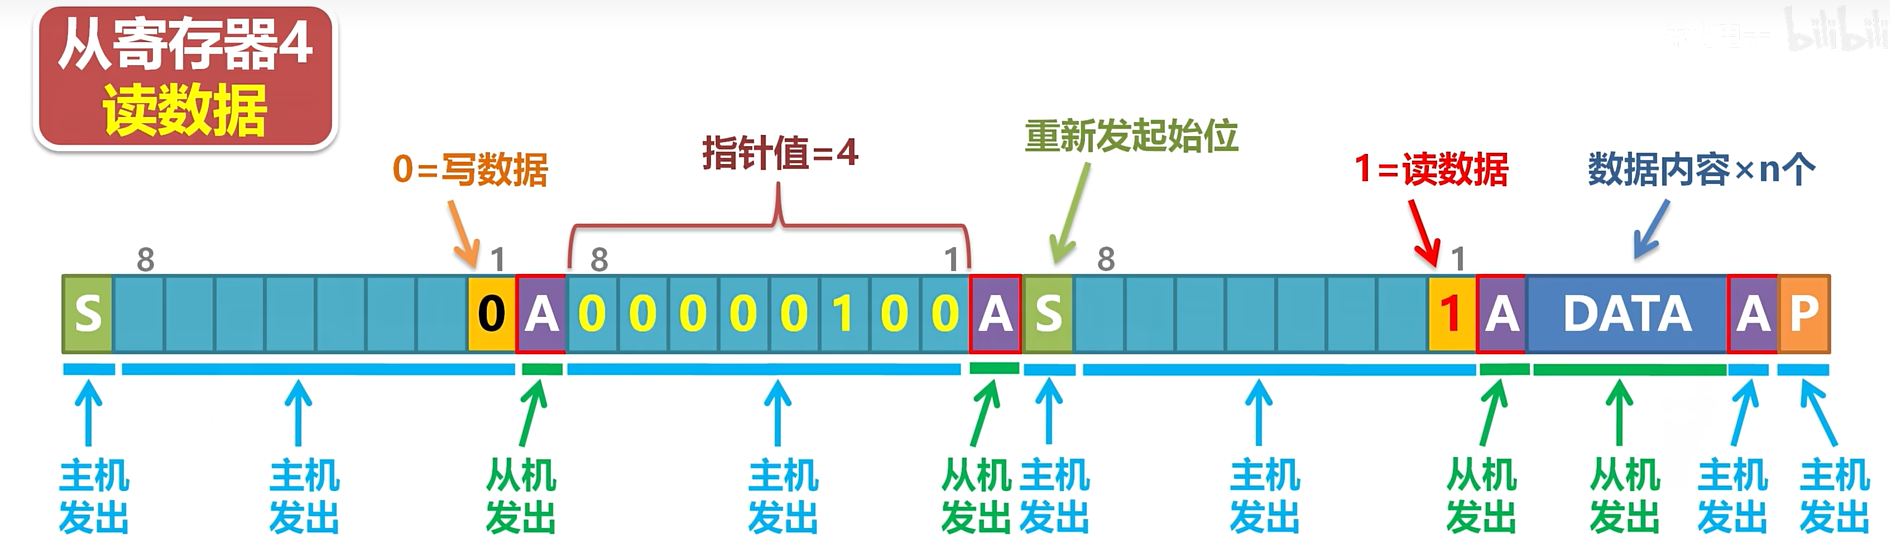 从寄存器4
读数据
bilibili
0=写数据
指针值=4
重新发起始位
1=读数据
数据内容×n个
8 1 8 1 8 1
S 0 A 0 0 0 0 0 1 0 0 A S 1 A DATA A P
主机 主机 从机 主机 从机 主机 主机 从机 从机 主机 主机
发出 发出 发出 发出 发出 发出 发出 发出 发出 发出 发出